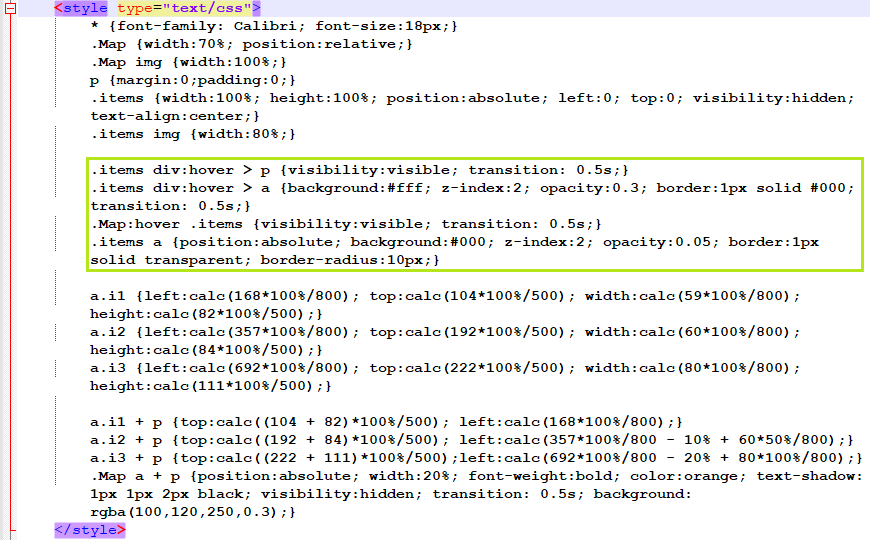 <style type="text/css">
* {font-family: Calibri; font-size:18px;}
.Map {width:70%; position:relative;}
.Map img {width:100%;}
p {margin:0;padding:0;}
.items {width:100%; height:100%; position:absolute; left:0; top:0; visibility:hidden;
text-align:center;}
.items img {width:80%;}
.items div:hover > p {visibility:visible; transition: 0.5s;}
.items div:hover > a {background:#fff; z-index:2; opacity:0.3; border:1px solid #000;
transition: 0.5s;}
.Map:hover .items {visibility:visible; transition: 0.5s;}
.items a {position:absolute; background:#000; z-index:2; opacity:0.05; border:1px
solid transparent; border-radius:10px;}
a.i1 {left:calc(168*100%/800); top:calc(104*100%/500); width:calc(59*100%/800);
height:calc(82*100%/500);}
a.i2 {left:calc(357*100%/800); top:calc(192*100%/500); width:calc(60*100%/800);
height:calc(84*100%/500);}
a.i3 {left:calc(692*100%/800); top:calc(222*100%/500); width:calc(80*100%/800);
height:calc(111*100%/500);}
a.i1 + p {top:calc((104 + 82)*100%/500); left:calc(168*100%/800);}
a.i2 + p {top:calc((192 + 84)*100%/500); left:calc(357*100%/800 - 10% + 60*50%/800);}
a.i3 + p {top:calc((222 + 111)*100%/500);left:calc(692*100%/800 - 20% + 80*100%/800);}
.Map a + p {position:absolute; width:20%; font-weight:bold; color:orange; text-shadow:
1px 1px 2px black; visibility:hidden; transition: 0.5s; background:
rgba(100,120,250,0.3);}
</style>